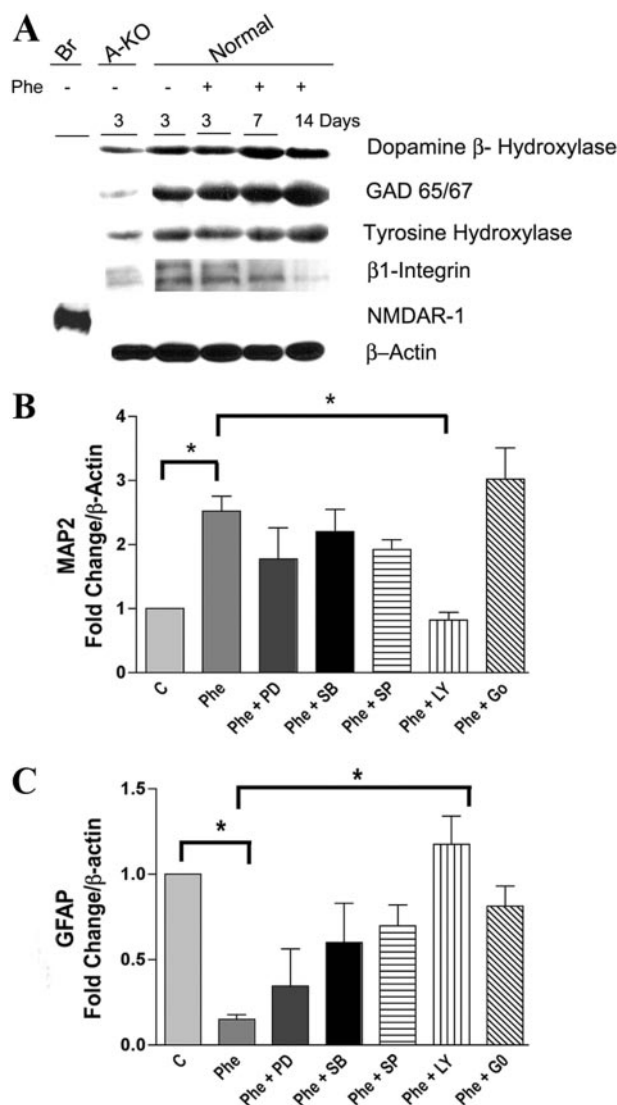 A
Br A-KO Normal
Phe - - - + + +
3 3 3 7 14 Days
Dopamine β- Hydroxylase
GAD 65/67
Tyrosine Hydroxylase
β1-Integrin
NMDAR-1
β–Actin
B
*
*
MAP2
Fold Change/β-Actin
4
3
2
1
0
C Phe Phe + PD Phe + SB Phe + SP Phe + LY Phe + Go
C
*
*
GFAP
Fold Change/β-actin
1.5
1.0
0.5
0.0
C Phe Phe + PD Phe + SB Phe + SP Phe + LY Phe + G0